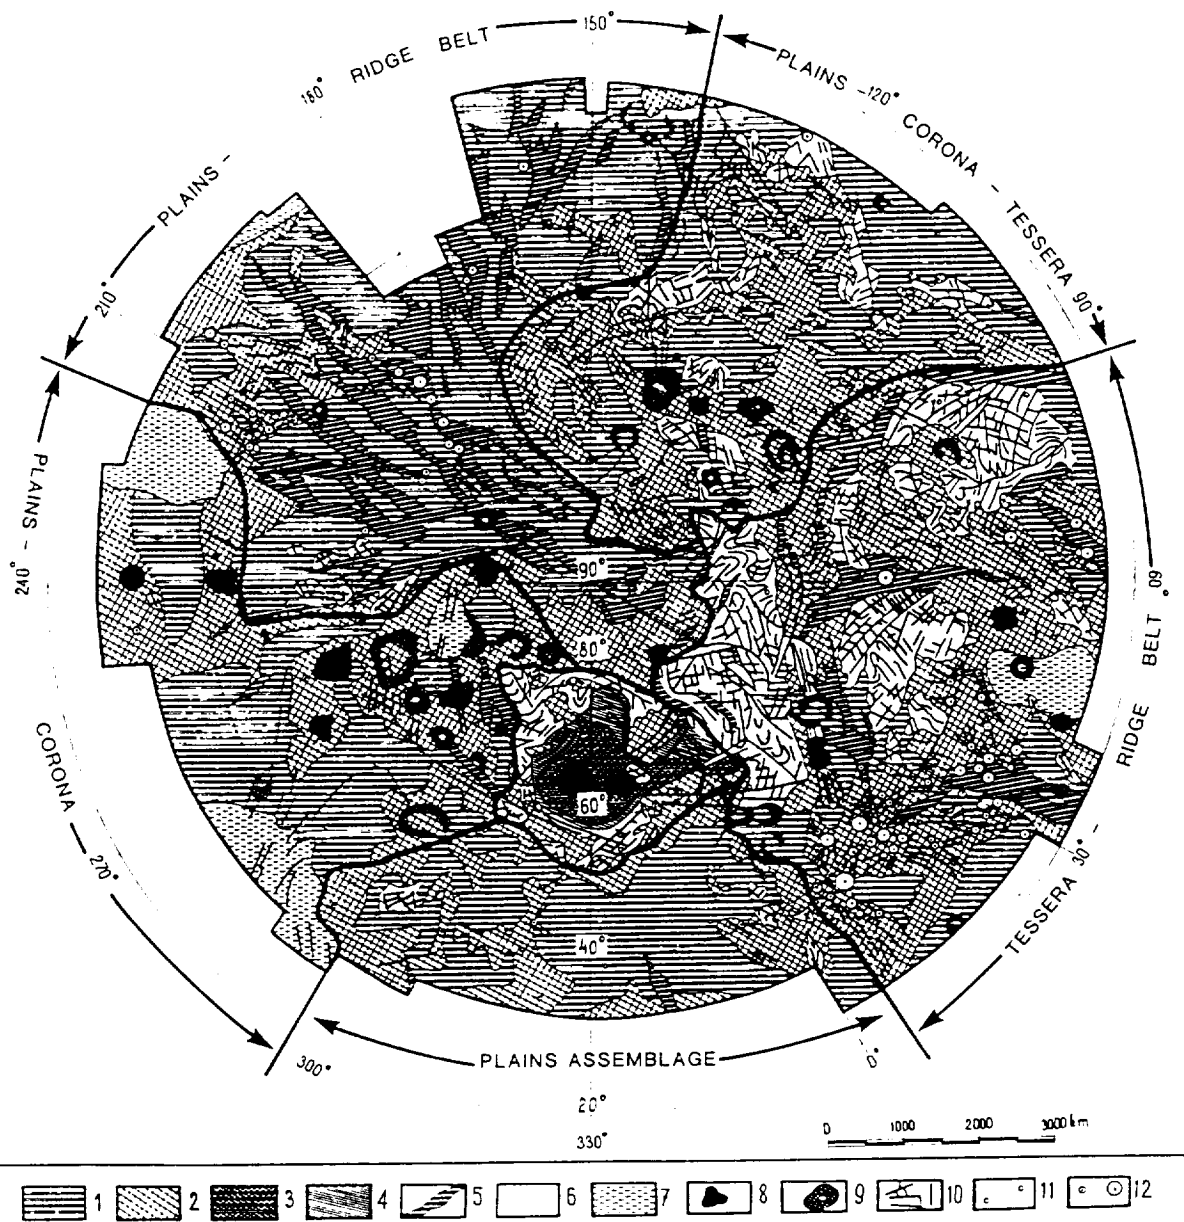 150°
RIDGE BELT
180°
PLAINS -
210°
PLAINS -120° CORONA - TESSERA 90°
PLAINS -
240°
CORONA
270°
60°
RIDGE BELT
TESSERA 30° -
90°
80°
60°
40°
300°
PLAINS ASSEMBLAGE
0°
20°
330°
0 1000 2000 3000 km
1 2 3 4 5 6 7 8 9 10 11 12